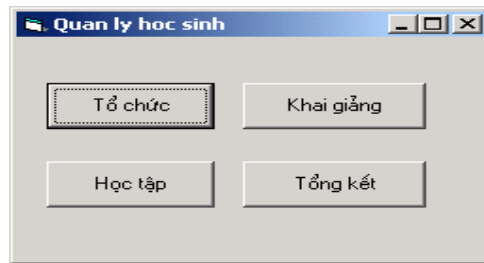 Quan ly hoc sinh
Tổ chức
Khai giảng
Học tập
Tổng kết